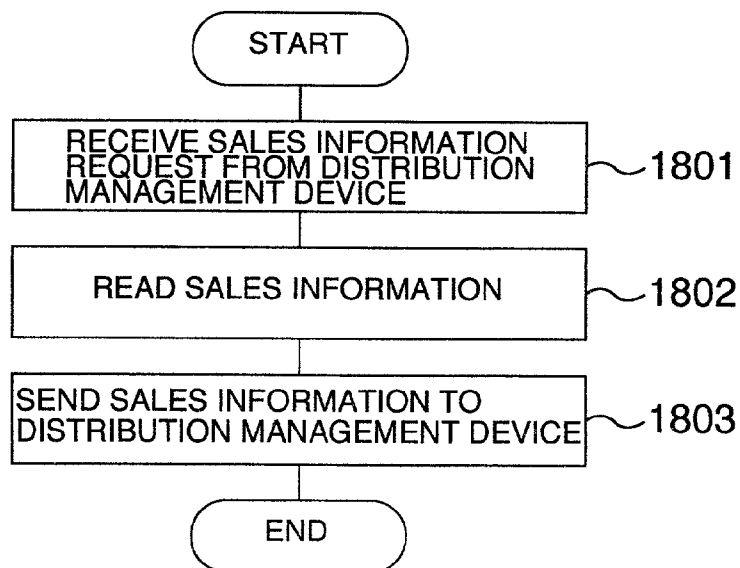 START
RECEIVE SALES INFORMATION
REQUEST FROM DISTRIBUTION
MANAGEMENT DEVICE
1801
READ SALES INFORMATION
1802
SEND SALES INFORMATION TO
DISTRIBUTION MANAGEMENT DEVICE
1803
END